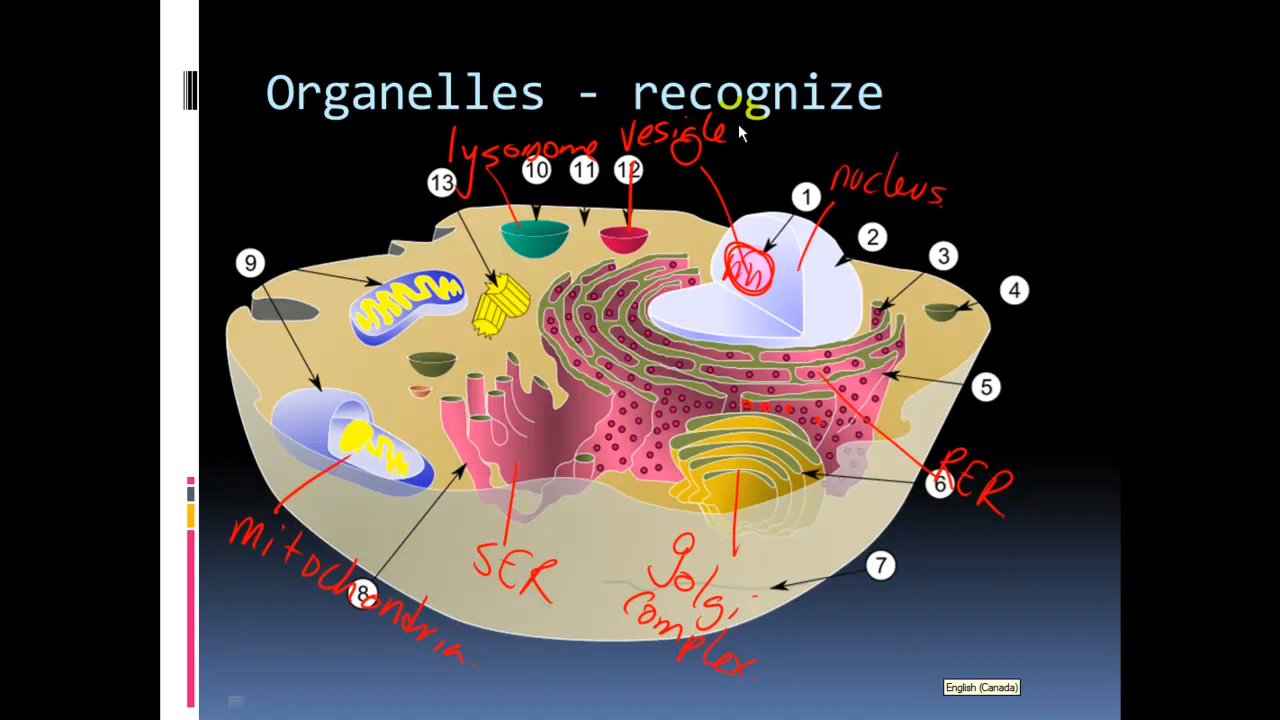 Organelles - recognize
lysosome
vesicle
nucleus
13
10
11
12
1
2
3
9
4
5
RER
6
SER
golgi
complex.
7
mitochondria.
8
English (Canada)